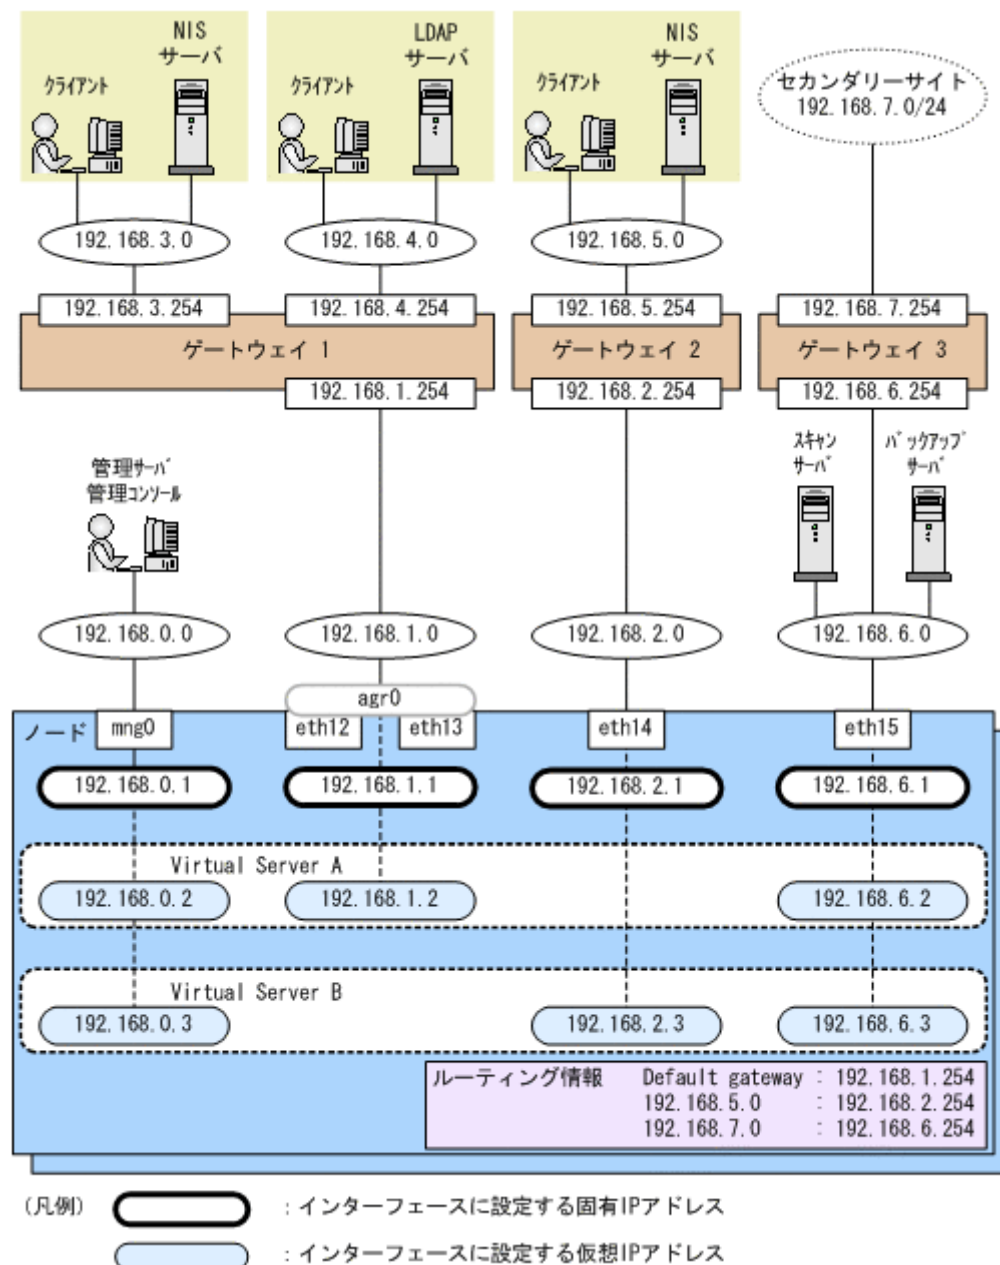 NIS
サーバ
LDAP
サーバ
NIS
サーバ
クライアント
クライアント
クライアント
セカンダリーサイト
192.168.7.0/24
192.168.3.0
192.168.4.0
192.168.5.0
192.168.3.254
192.168.4.254
192.168.5.254
192.168.7.254
ゲートウェイ 1
ゲートウェイ 2
ゲートウェイ 3
192.168.1.254
192.168.2.254
192.168.6.254
管理サーバ
管理コンソール
スキャン
サーバ
バックアップ
サーバ
192.168.0.0
192.168.1.0
192.168.2.0
192.168.6.0
agr0
ノード
mng0
eth12
eth13
eth14
eth15
192.168.0.1
192.168.1.1
192.168.2.1
192.168.6.1
Virtual Server A
192.168.0.2
192.168.1.2
192.168.6.2
Virtual Server B
192.168.0.3
192.168.2.3
192.168.6.3
ルーティング情報 Default gateway : 192.168.1.254
192.168.5.0 : 192.168.2.254
192.168.7.0 : 192.168.6.254
(凡例) : インターフェースに設定する固有IPアドレス
: インターフェースに設定する仮想IPアドレス